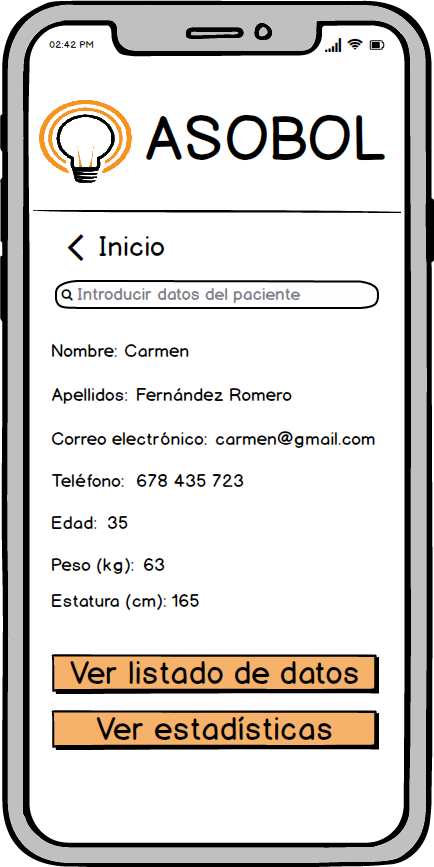 02:42 PM
ASOBOL
Inicio
Introducir datos del paciente
Nombre: Carmen
Apellidos: Fernández Romero
Correo electrónico: carmen@gmail.com
Teléfono: 678 435 723
Edad: 35
Peso (kg): 63
Estatura (cm): 165
Ver listado de datos
Ver estadísticas